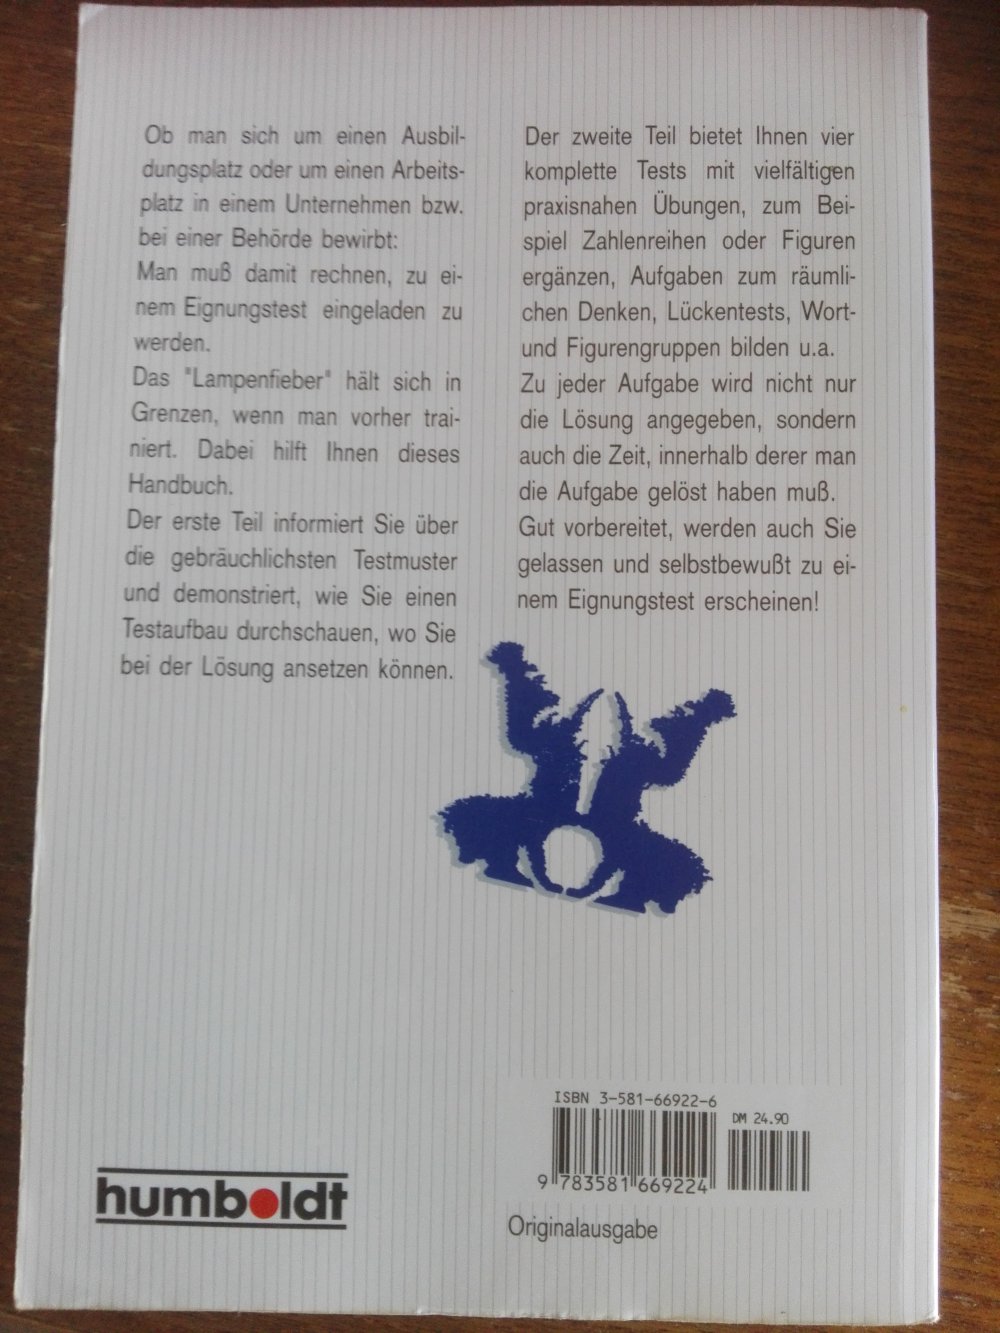 Ob man sich um einen Ausbil-
dungsplatz oder um einen Arbeits-
platz in einem Unternehmen bzw.
bei einer Behörde bewirbt:
Man muß damit rechnen, zu ei-
nem Eignungstest eingeladen zu
werden.
Das "Lampenfieber" hält sich in
Grenzen, wenn man vorher trai-
niert. Dabei hilft Ihnen dieses
Handbuch.
Der erste Teil informiert Sie über
die gebräuchlichsten Testmuster
und demonstriert, wie Sie einen
Testaufbau durchschauen, wo Sie
bei der Lösung ansetzen können.
Der zweite Teil bietet Ihnen vier
komplette Tests mit vielfältigen
praxisnahen Übungen, zum Bei-
spiel Zahlenreihen oder Figuren
ergänzen, Aufgaben zum räumli-
chen Denken, Lückentests, Wort-
und Figurengruppen bilden u.a.
Zu jeder Aufgabe wird nicht nur
die Lösung angegeben, sondern
auch die Zeit, innerhalb derer man
die Aufgabe gelöst haben muß.
Gut vorbereitet, werden auch Sie
gelassen und selbstbewußt zu ei-
nem Eignungstest erscheinen!
ISBN 3-581-66922-6
DM 24.90
9 783581 669224
humboldt
Originalausgabe